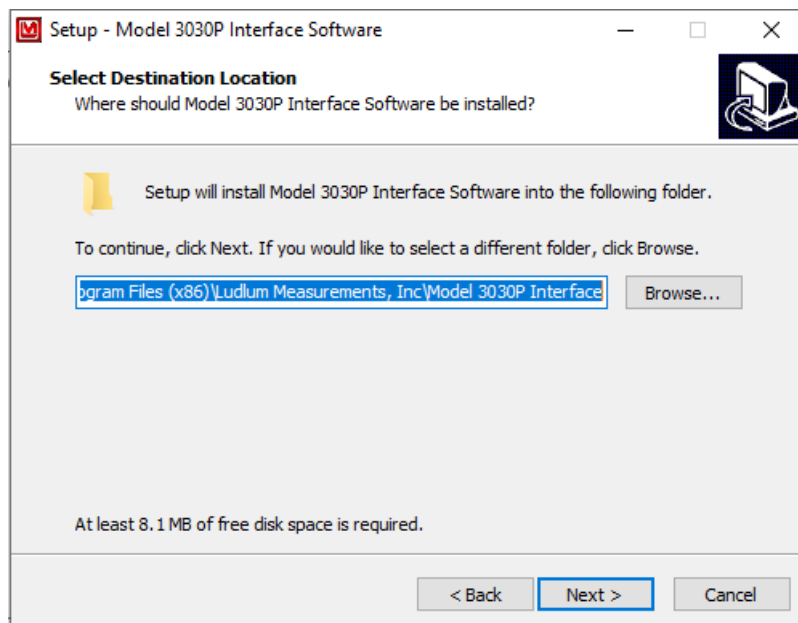 Setup - Model 3030P Interface Software
Select Destination Location
Where should Model 3030P Interface Software be installed?
Setup will install Model 3030P Interface Software into the following folder.
To continue, click Next. If you would like to select a different folder, click Browse.
ogram Files (x86)\Ludlum Measurements, Inc\Model 3030P Interface
Browse...
At least 8.1 MB of free disk space is required.
< Back
Next >
Cancel